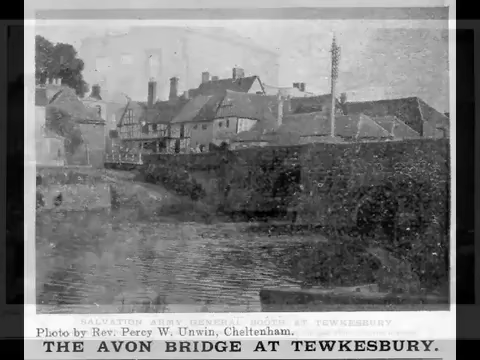 SALVATION ARMY GENERAL BOOTH AT TEWKESBURY
Photo by Rev. Percy W. Unwin, Cheltenham.
THE AVON BRIDGE AT TEWKESBURY.